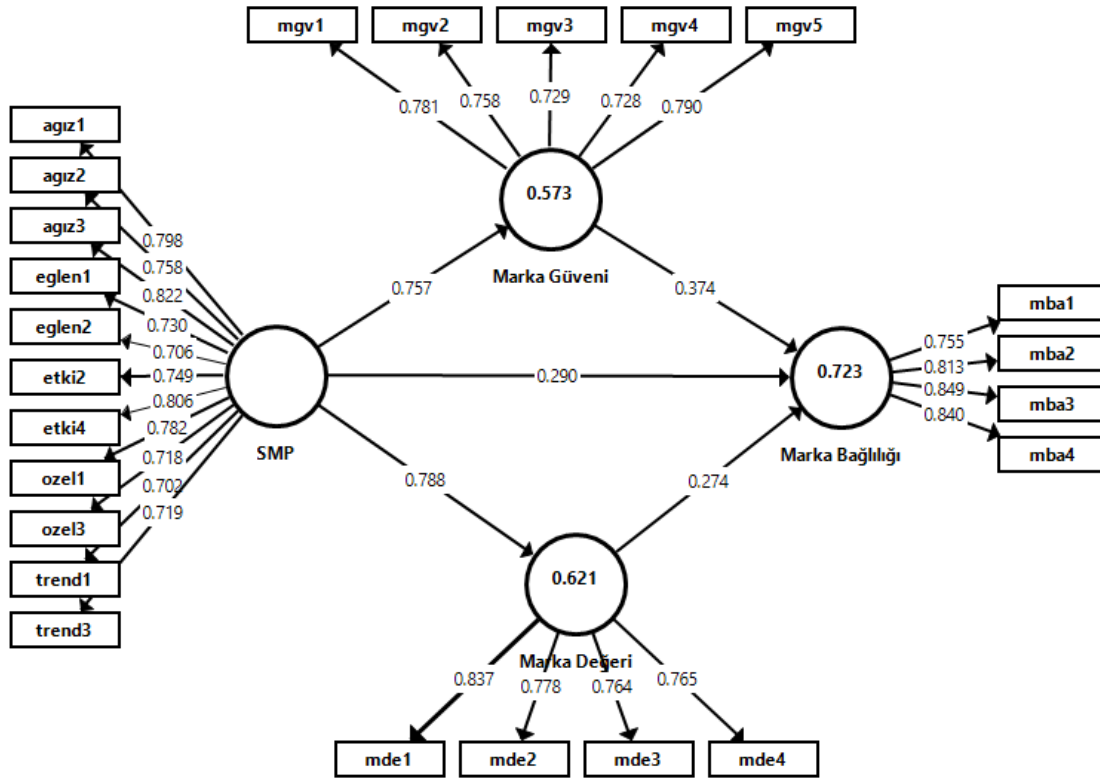 mgv1
mgv2
mgv3
mgv4
mgv5
0.781
0.758
0.729
0.728
0.790
0.573
Marka Güveni
agız1
agız2
agız3
eglen1
eglen2
etki2
etki4
ozel1
ozel3
trend1
trend3
0.798
0.758
0.822
0.730
0.706
0.749
0.806
0.782
0.718
0.702
0.719
SMP
0.757
0.374
0.290
0.788
0.274
0.723
Marka Bağlılığı
0.755
0.813
0.849
0.840
mba1
mba2
mba3
mba4
0.621
Marka Değeri
0.837
0.778
0.764
0.765
mde1
mde2
mde3
mde4